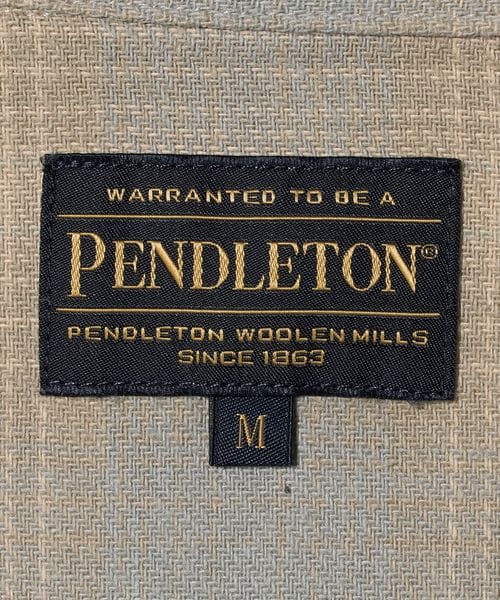 WARRANTED TO BE A
PENDLETON®
PENDLETON WOOLEN MILLS
SINCE 1863
M